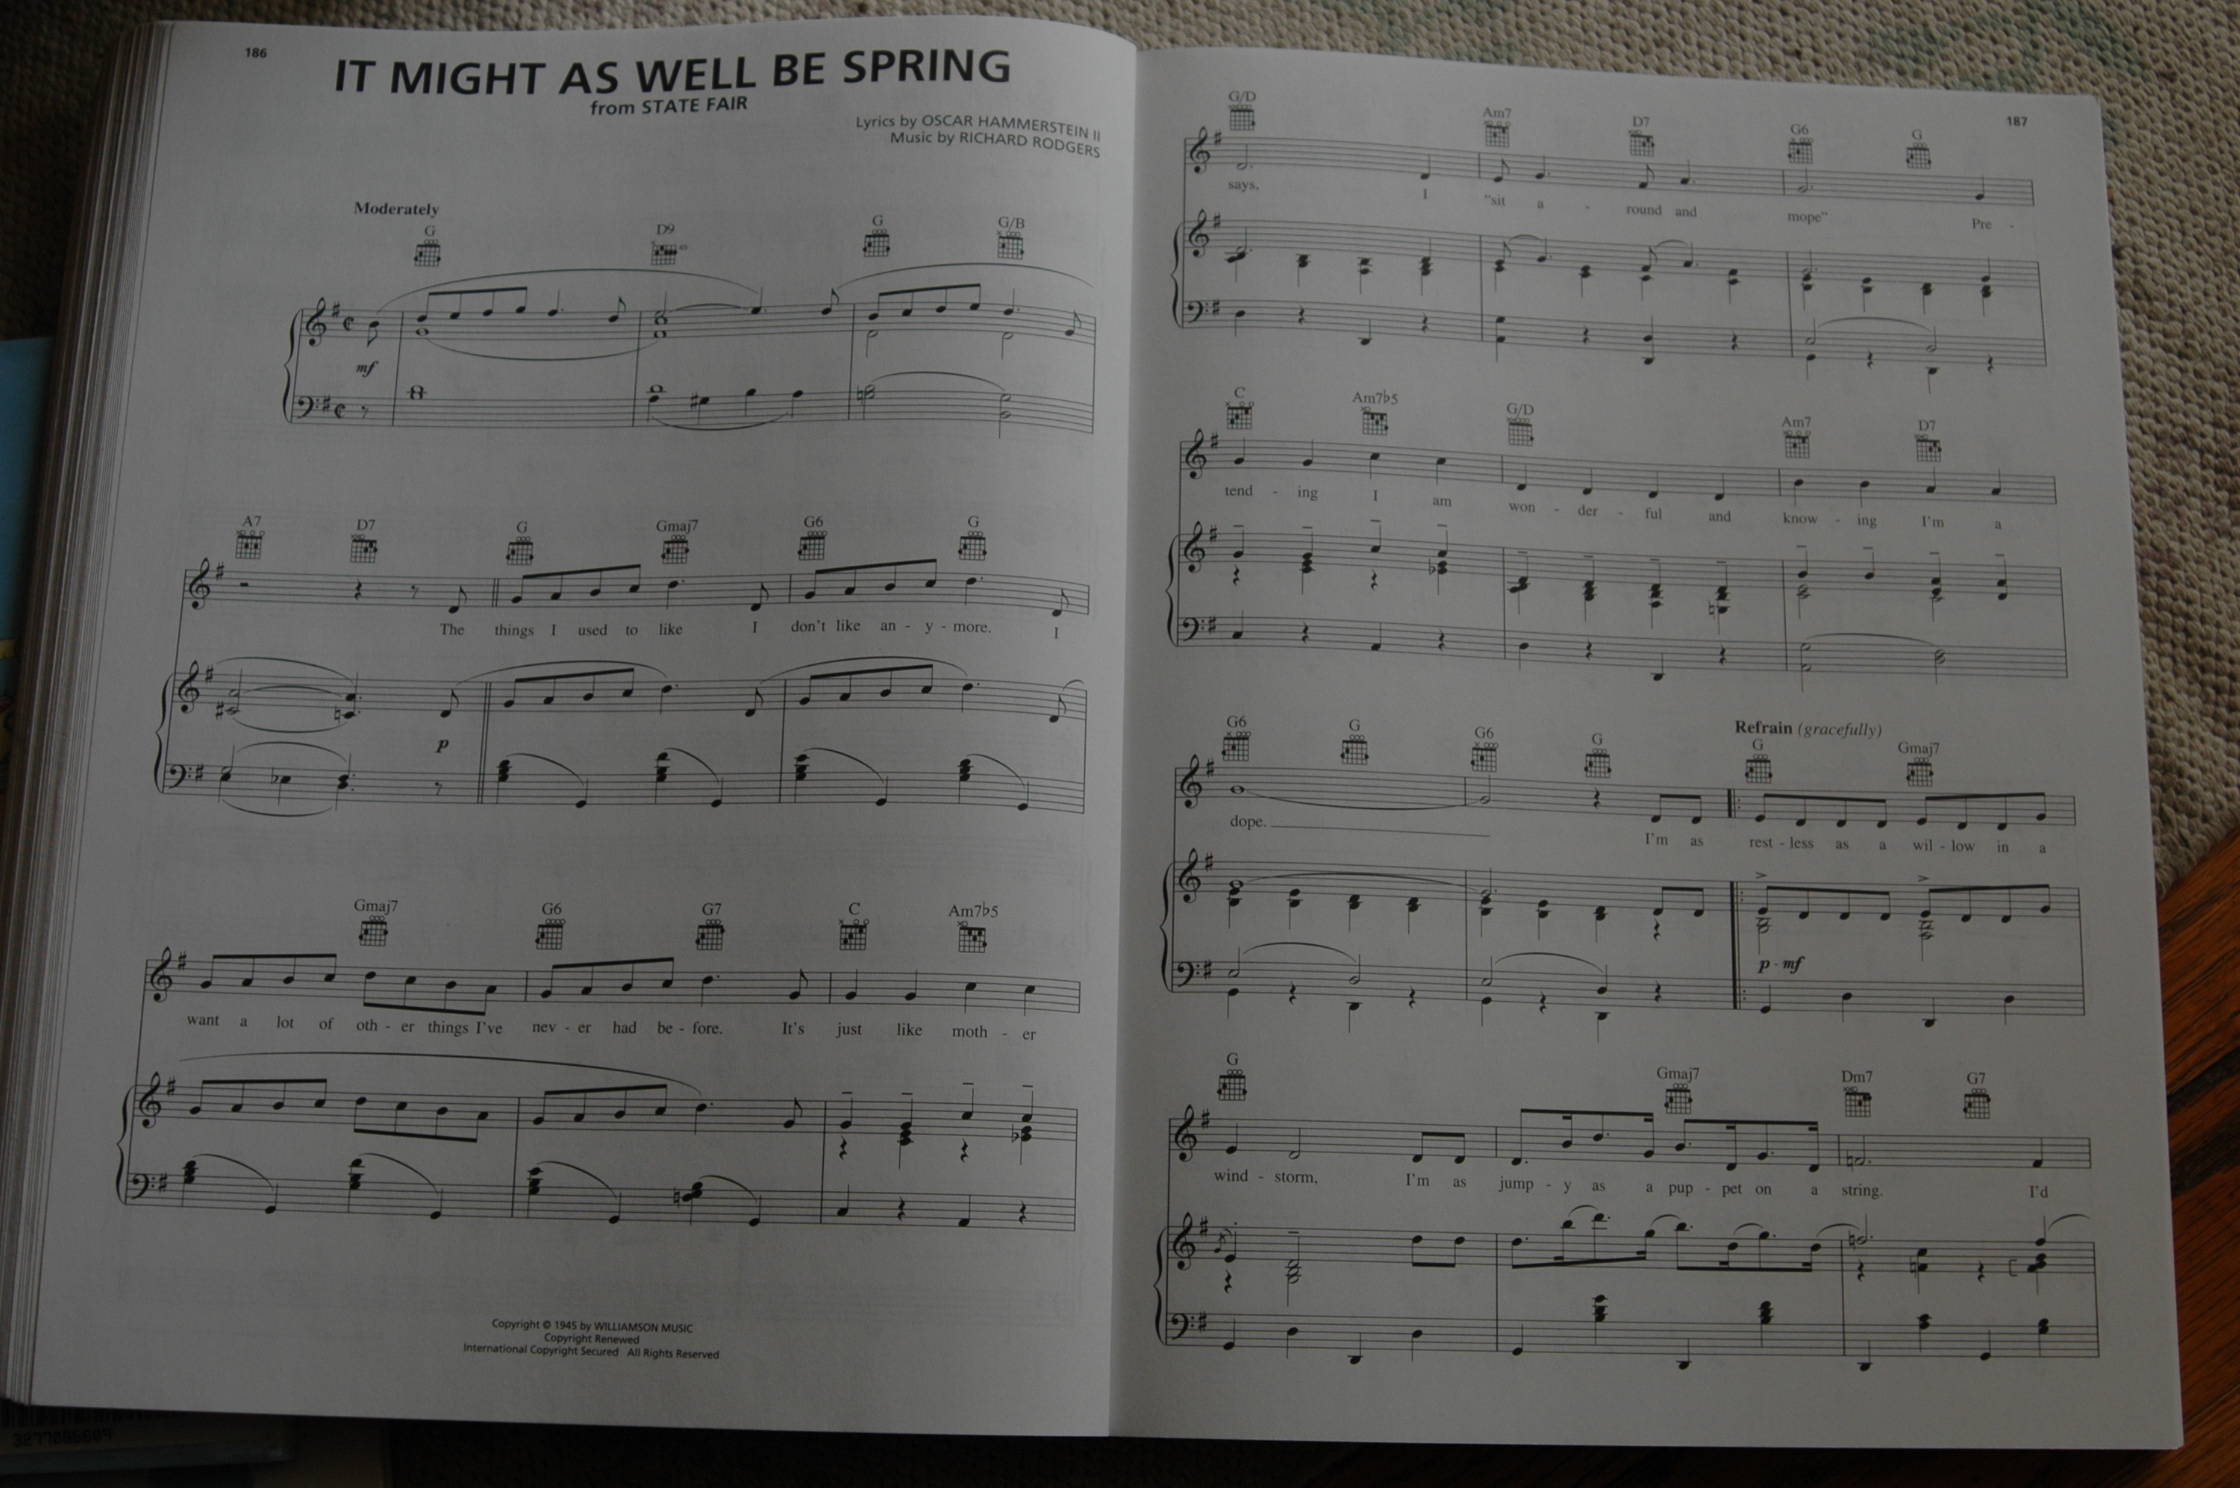 186
IT MIGHT AS WELL BE SPRING
from STATE FAIR
Lyrics by OSCAR HAMMERSTEIN II
Music by RICHARD RODGERS
Moderately
G D9 G G/B
mf
A7 D7 G Gmaj7 G6 G
The things I used to like I don't like an - y - more. I
p
Gmaj7 G6 G7 C Am7♭5
want a lot of oth - er things I've nev - er had be - fore. It's just like moth - er
Copyright © 1945 by WILLIAMSON MUSIC
Copyright Renewed
International Copyright Secured All Rights Reserved
187
G/D Am7 D7 G6 G
says, I "sit a - round and mope" Pre -
C Am7♭5 G/D Am7 D7
tend - ing I am won - der - ful and know - ing I'm a
Refrain (gracefully)
G6 G G6 G G Gmaj7
dope. I'm as rest - less as a wil - low in a
p - mf
G Gmaj7 Dm7 G7
wind - storm, I'm as jump - y as a pup - pet on a string. I'd